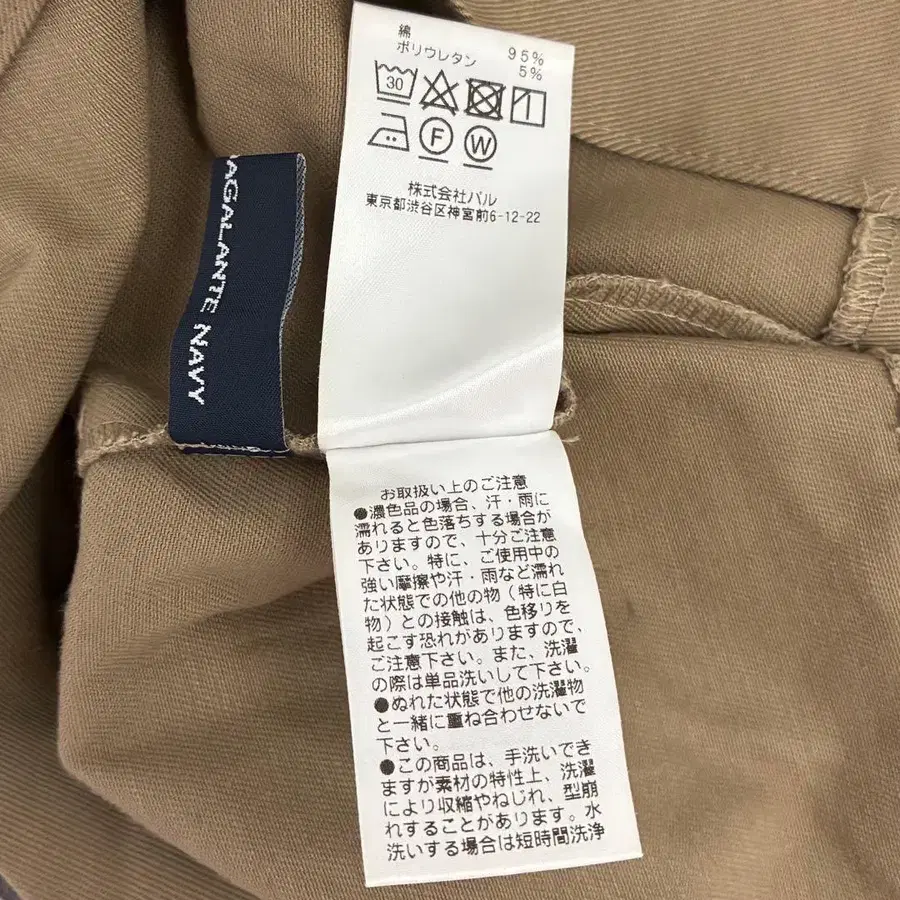 綿 95%
ポリウレタン 5%
30
F W
株式会社パル
東京都渋谷区神宮前6-12-22
AGALANTE NAVY
お取扱い上のご注意
●濃色品の場合、汗・雨に
濡れると色落ちする場合が
ありますので、十分ご注意
下さい。特に、ご使用中の
強い摩擦や汗・雨など濡れ
た状態での他の物(特に白
物)との接触は、色移りを
起こす恐れがありますので、
ご注意下さい。また、洗濯
の際は単品洗いして下さい。
●ぬれた状態で他の洗濯物
と一緒に重ね合わせないで
下さい。
●この商品は、手洗いでき
ますが素材の特性上、洗濯
により収縮やねじれ、型崩
れすることがあります。水
洗いする場合は短時間洗浄